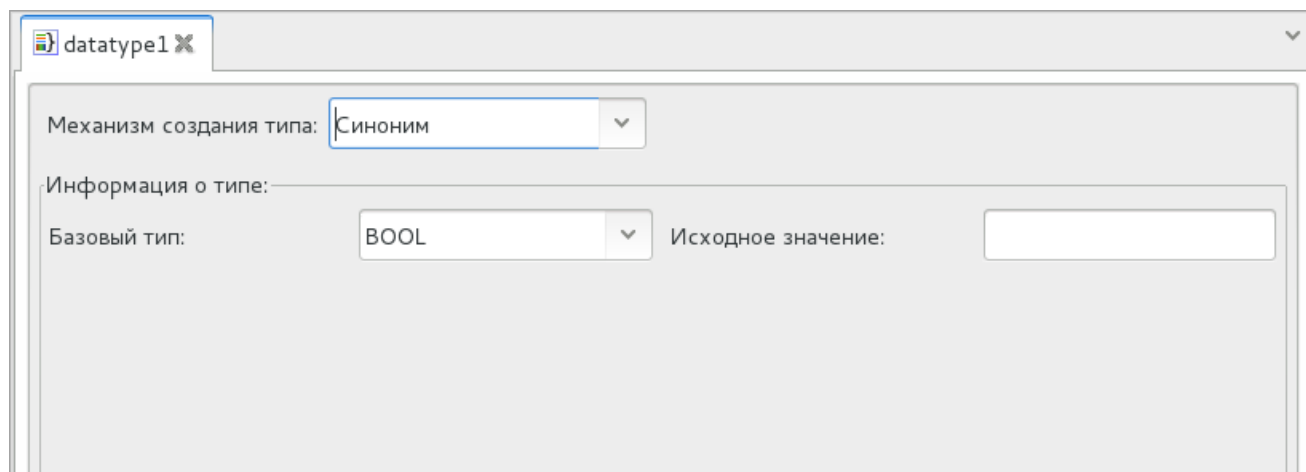 datatype1
Механизм создания типа: Синоним
Информация о типе:
Базовый тип: BOOL Исходное значение: